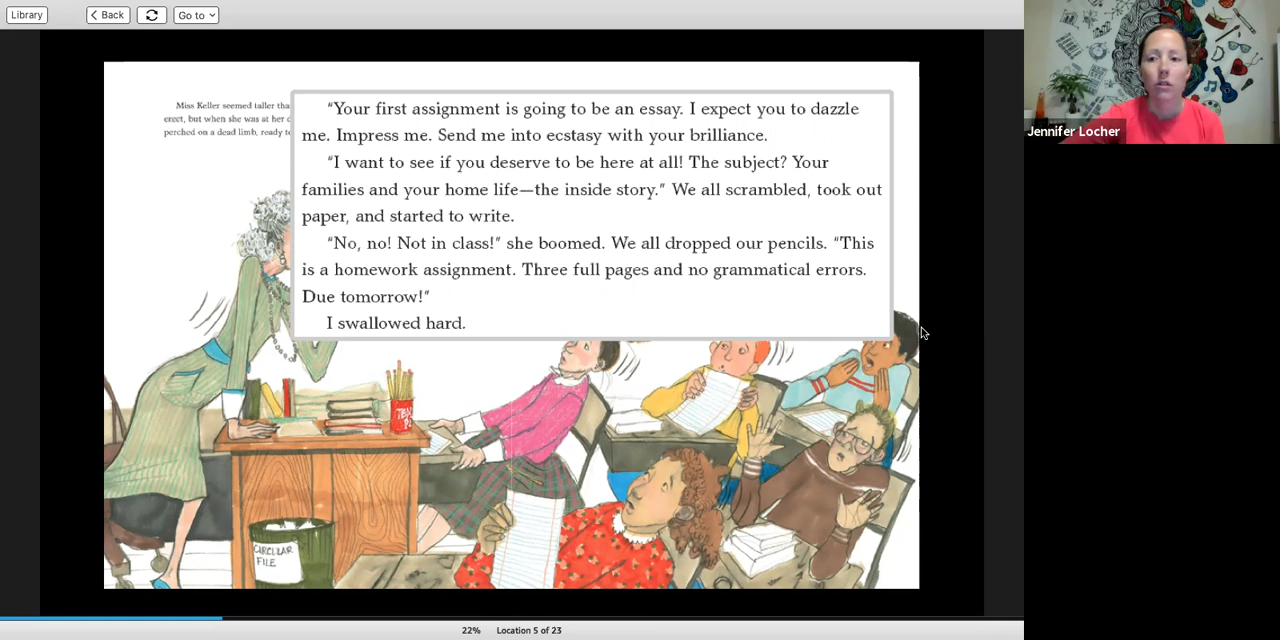 Library
Back
Go to
Miss Keller seemed taller tha
erect, but when she was at her d
perched on a dead limb, ready to
“Your first assignment is going to be an essay. I expect you to dazzle
me. Impress me. Send me into ecstasy with your brilliance.
“I want to see if you deserve to be here at all! The subject? Your
families and your home life—the inside story.” We all scrambled, took out
paper, and started to write.
“No, no! Not in class!” she boomed. We all dropped our pencils. “This
is a homework assignment. Three full pages and no grammatical errors.
Due tomorrow!”
I swallowed hard.
CIRCULAR
FILE
22%
Location 5 of 23
Jennifer Locher